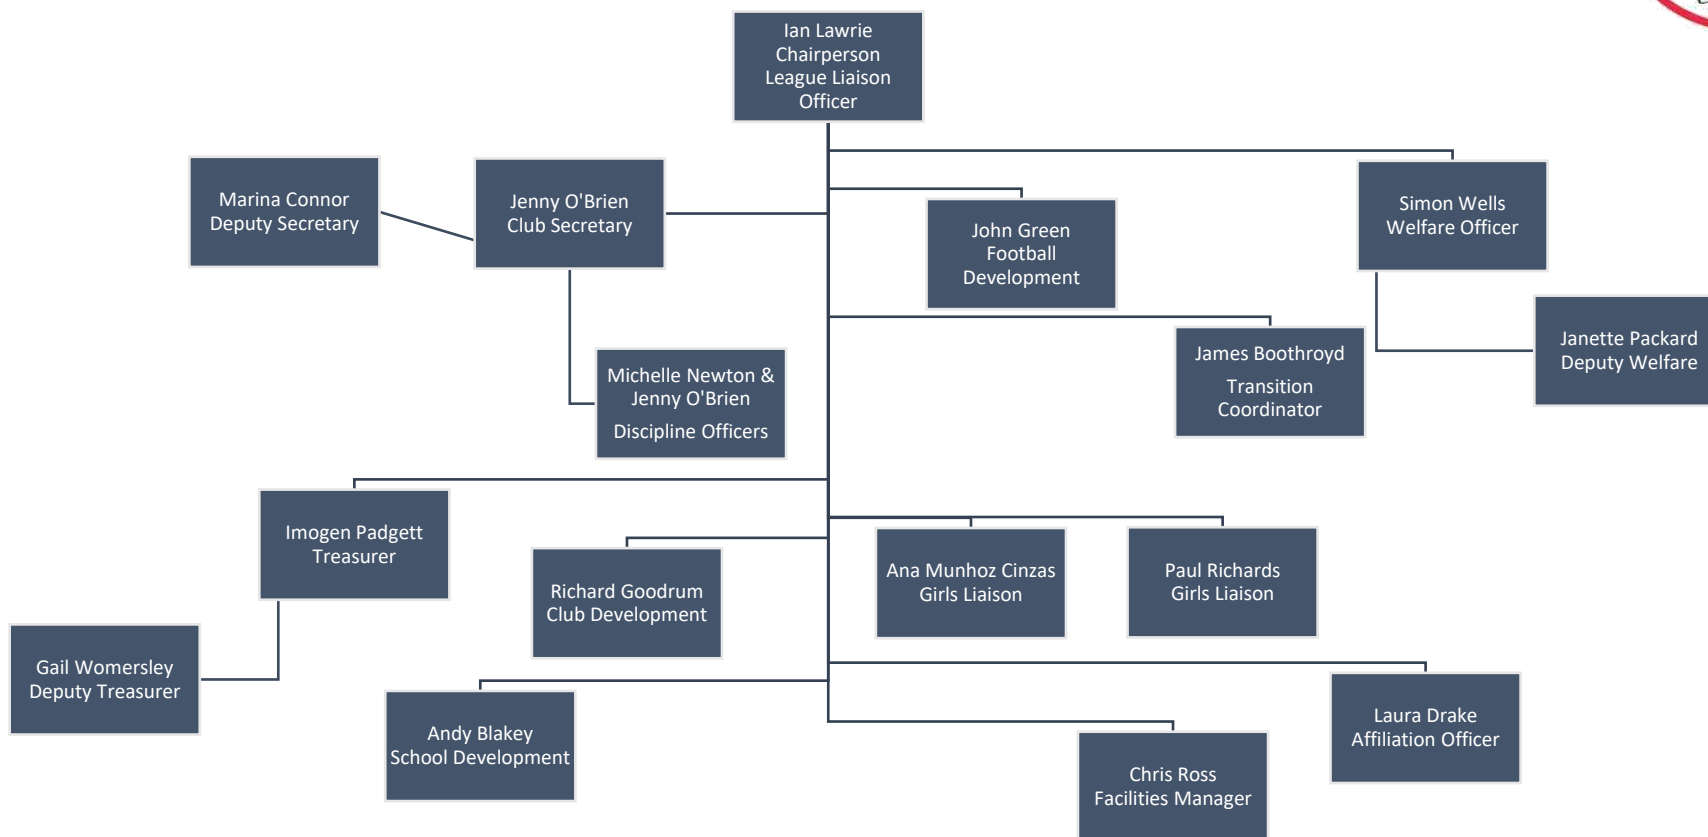 Ian Lawrie
Chairperson
League Liaison
Officer
Marina Connor
Deputy Secretary
Jenny O'Brien
Club Secretary
John Green
Football
Development
Simon Wells
Welfare Officer
Janette Packard
Deputy Welfare
James Boothroyd
Transition
Coordinator
Michelle Newton &
Jenny O'Brien
Discipline Officers
Imogen Padgett
Treasurer
Richard Goodrum
Club Development
Ana Munhoz Cinzas
Girls Liaison
Paul Richards
Girls Liaison
Gail Womersley
Deputy Treasurer
Andy Blakey
School Development
Laura Drake
Affiliation Officer
Chris Ross
Facilities Manager